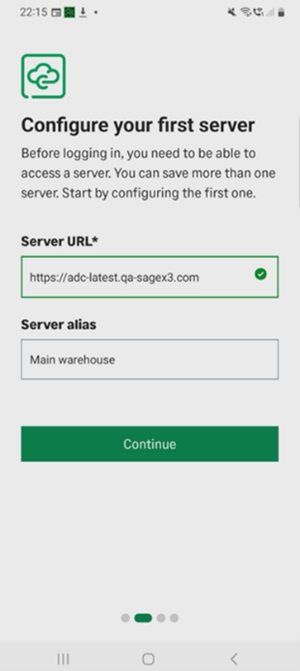 22:15
Configure your first server
Before logging in, you need to be able to
access a server. You can save more than one
server. Start by configuring the first one.
Server URL*
https://adc-latest.qa-sagex3.com
Server alias
Main warehouse
Continue